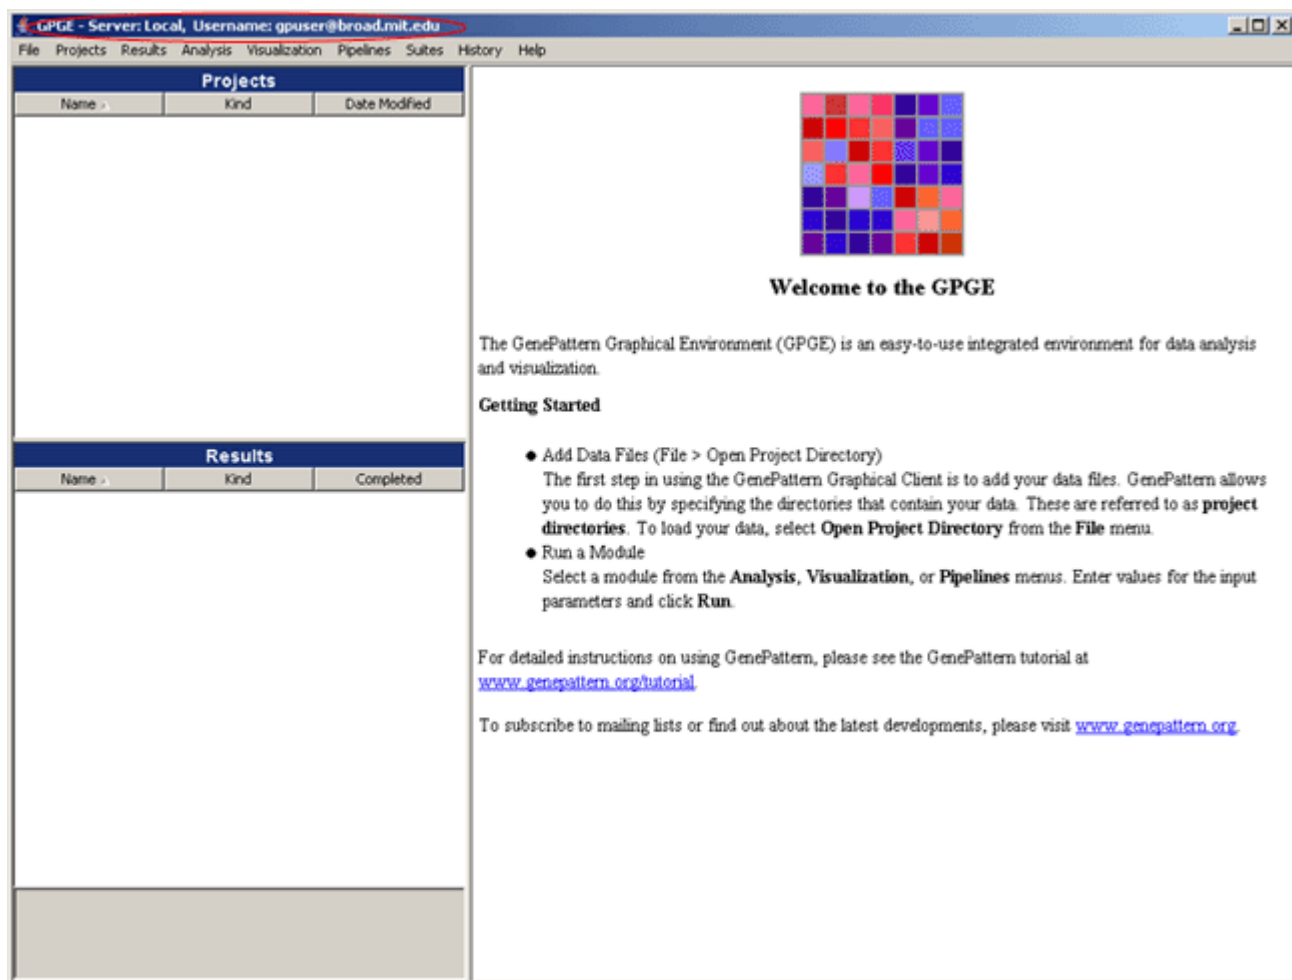 GPGE - Server: Local, Username: gpuser@broad.mit.edu
File Projects Results Analysis Visualization Pipelines Suites History Help
Projects
Name Kind Date Modified
Results
Name Kind Completed
Welcome to the GPGE
The GenePattern Graphical Environment (GPGE) is an easy-to-use integrated environment for data analysis
and visualization.
Getting Started
● Add Data Files (File > Open Project Directory)
The first step in using the GenePattern Graphical Client is to add your data files. GenePattern allows
you to do this by specifying the directories that contain your data. These are referred to as project
directories. To load your data, select Open Project Directory from the File menu.
● Run a Module
Select a module from the Analysis, Visualization, or Pipelines menus. Enter values for the input
parameters and click Run.
For detailed instructions on using GenePattern, please see the GenePattern tutorial at
www.genepattern.org/tutorial.
To subscribe to mailing lists or find out about the latest developments, please visit www.genepattern.org.